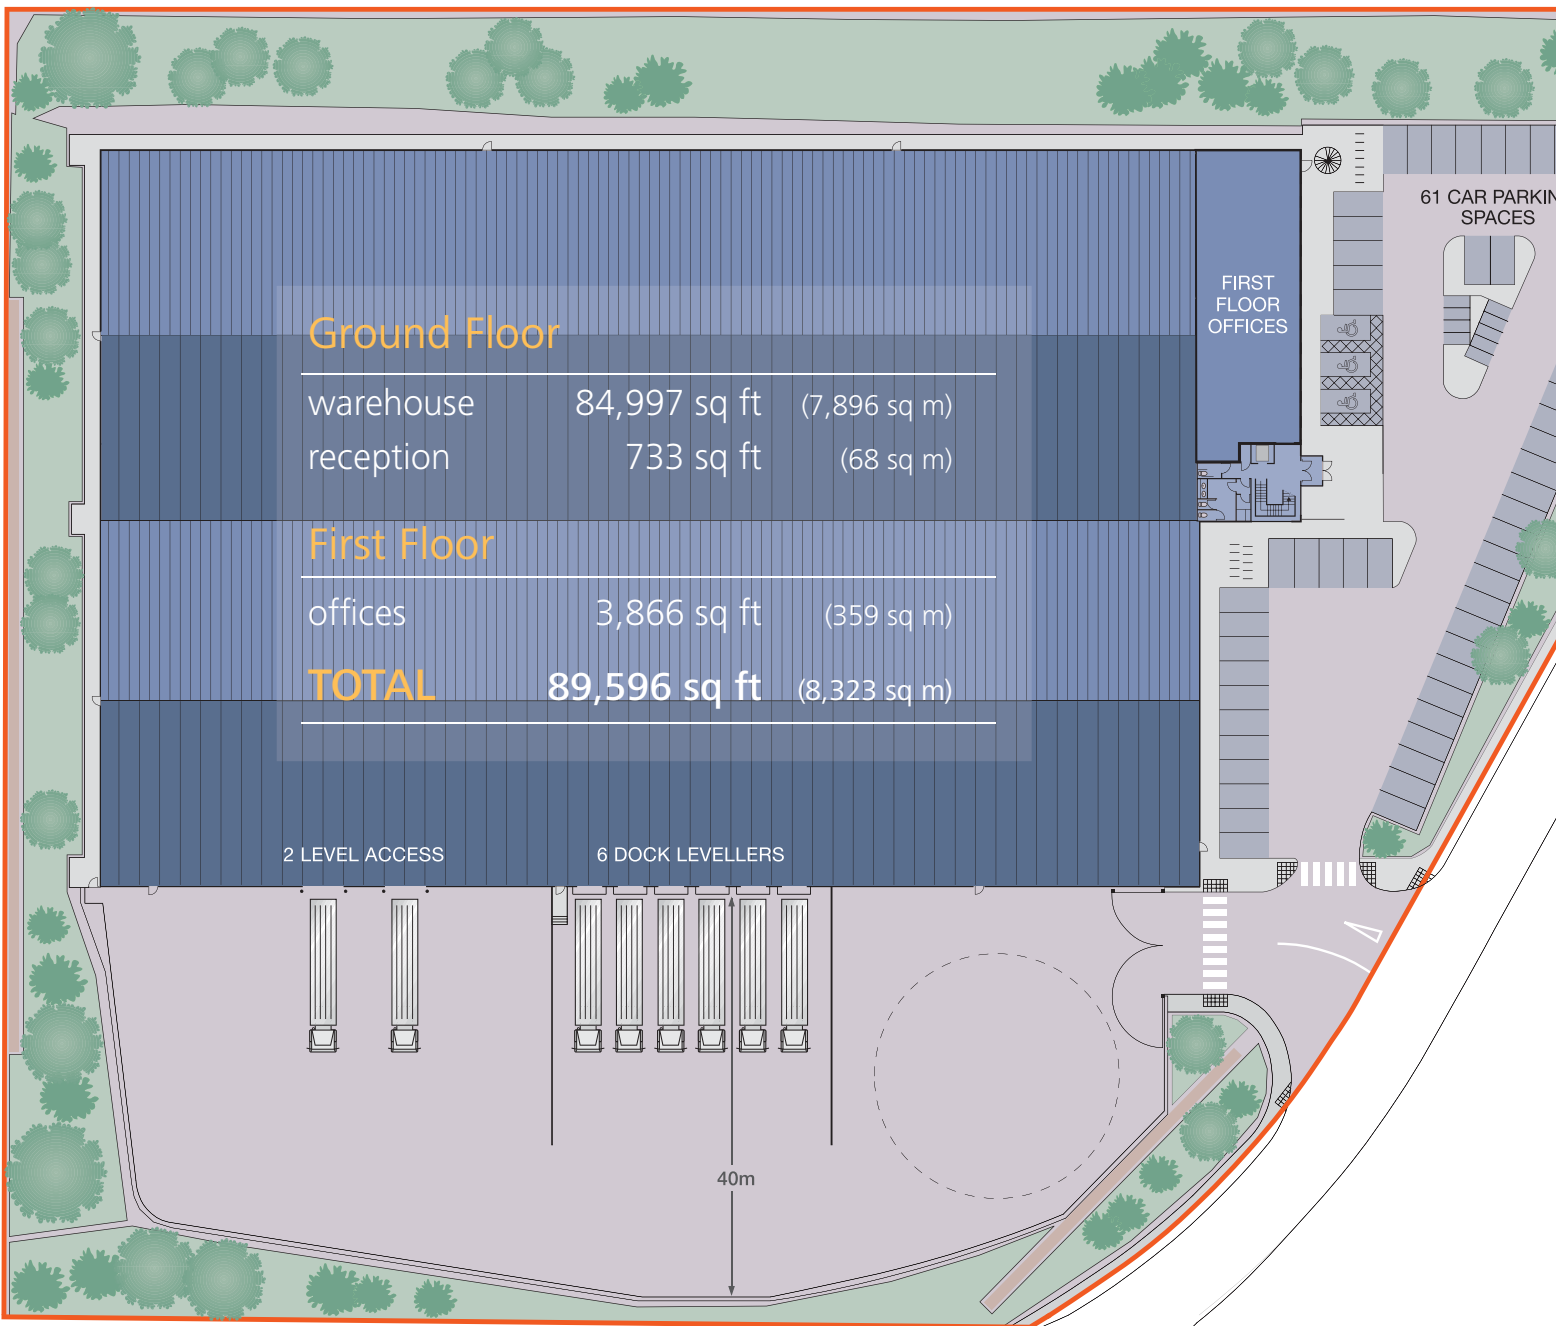 61 CAR PARKIN
SPACES
FIRST
FLOOR
OFFICES
Ground Floor
warehouse 84,997 sq ft (7,896 sq m)
reception 733 sq ft (68 sq m)
First Floor
offices 3,866 sq ft (359 sq m)
TOTAL 89,596 sq ft (8,323 sq m)
2 LEVEL ACCESS
6 DOCK LEVELLERS
40m